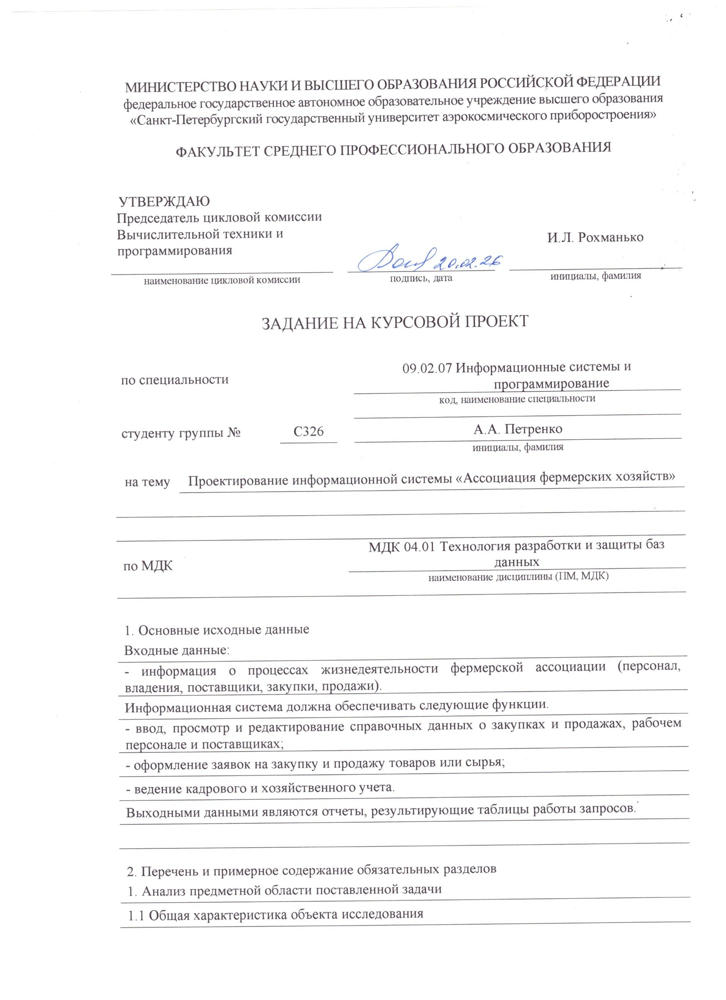 МИНИСТЕРСТВО НАУКИ И ВЫСШЕГО ОБРАЗОВАНИЯ РОССИЙСКОЙ ФЕДЕРАЦИИ
федеральное государственное автономное образовательное учреждение высшего образования
«Санкт-Петербургский государственный университет аэрокосмического приборостроения»
ФАКУЛЬТЕТ СРЕДНЕГО ПРОФЕССИОНАЛЬНОГО ОБРАЗОВАНИЯ
УТВЕРЖДАЮ
Председатель цикловой комиссии
Вычислительной техники и
программирования
20.02.26
И.Л. Рохманько
наименование цикловой комиссии
подпись, дата
инициалы, фамилия
ЗАДАНИЕ НА КУРСОВОЙ ПРОЕКТ
по специальности
09.02.07 Информационные системы и
программирование
код, наименование специальности
студенту группы №
С326
А.А. Петренко
инициалы, фамилия
на тему
Проектирование информационной системы «Ассоциация фермерских хозяйств»
по МДК
МДК 04.01 Технология разработки и защиты баз
данных
наименование дисциплины (ПМ, МДК)
1. Основные исходные данные
Входные данные:
- информация о процессах жизнедеятельности фермерской ассоциации (персонал,
владения, поставщики, закупки, продажи).
Информационная система должна обеспечивать следующие функции.
- ввод, просмотр и редактирование справочных данных о закупках и продажах, рабочем
персонале и поставщиках;
- оформление заявок на закупку и продажу товаров или сырья;
- ведение кадрового и хозяйственного учета.
Выходными данными являются отчеты, результирующие таблицы работы запросов.
2. Перечень и примерное содержание обязательных разделов
1. Анализ предметной области поставленной задачи
1.1 Общая характеристика объекта исследования